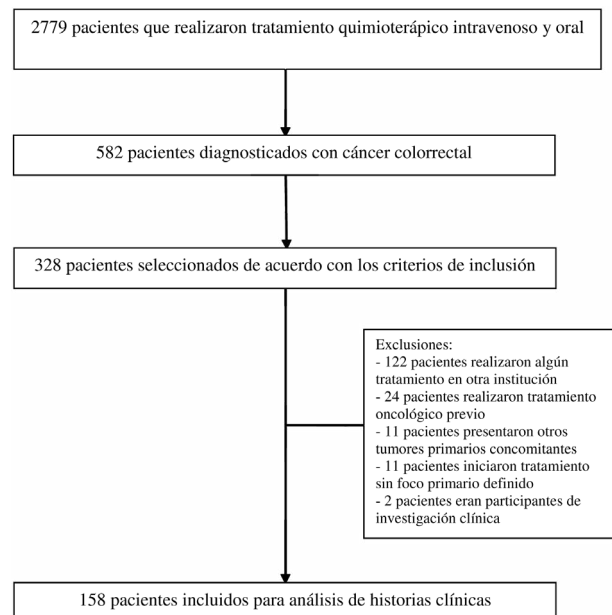 2779 pacientes que realizaron tratamiento quimioterápico intravenoso y oral
582 pacientes diagnosticados con cáncer colorrectal
328 pacientes seleccionados de acuerdo con los criterios de inclusión
Exclusiones:
- 122 pacientes realizaron algún
tratamiento en otra institución
- 24 pacientes realizaron tratamiento
oncológico previo
- 11 pacientes presentaron otros
tumores primarios concomitantes
- 11 pacientes iniciaron tratamiento
sin foco primario definido
- 2 pacientes eran participantes de
investigación clínica
158 pacientes incluidos para análisis de historias clínicas